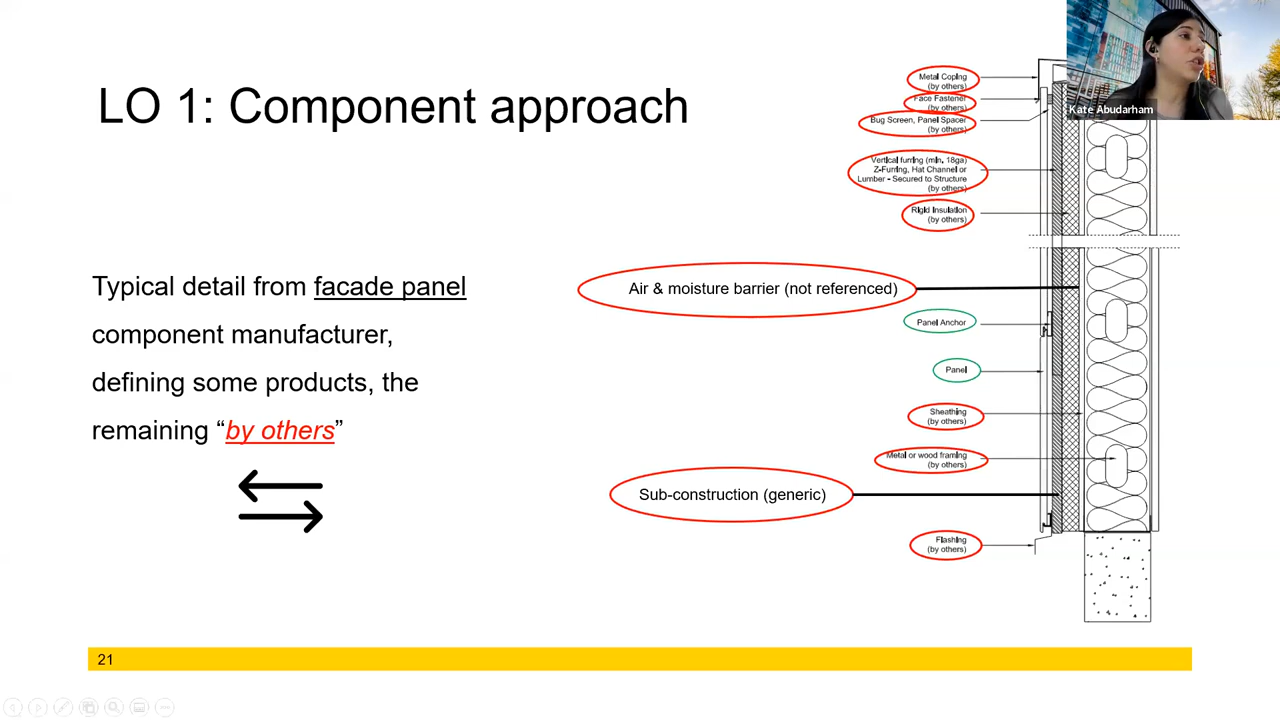 LO 1: Component approach
Typical detail from facade panel
component manufacturer,
defining some products, the
remaining “by others”
Metal Coping
(by others)
Face Fastener
(by others)
Bug Screen, Panel Spacer
(by others)
Vertical furring (min. 18ga)
Z-Furring, Hat Channel or
Lumber - Secured to Structure
(by others)
Rigid Insulation
(by others)
Air & moisture barrier (not referenced)
Panel Anchor
Panel
Sheathing
(by others)
Metal or wood framing
(by others)
Sub-construction (generic)
Flashing
(by others)
Kate Abudarham
21